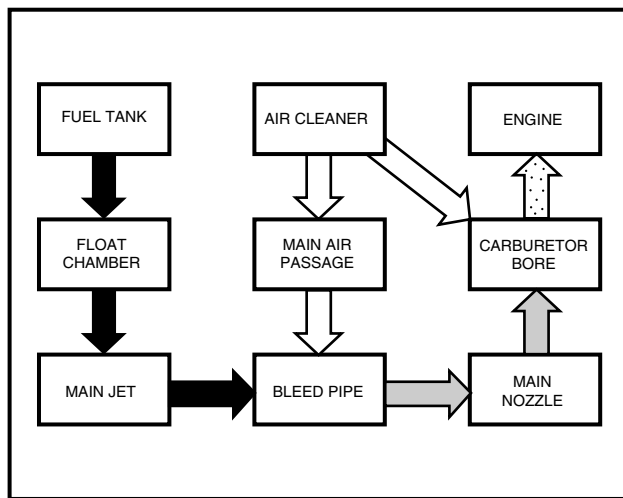 FUEL TANK
AIR CLEANER
ENGINE
FLOAT
CHAMBER
MAIN AIR
PASSAGE
CARBURETOR
BORE
MAIN JET
BLEED PIPE
MAIN
NOZZLE